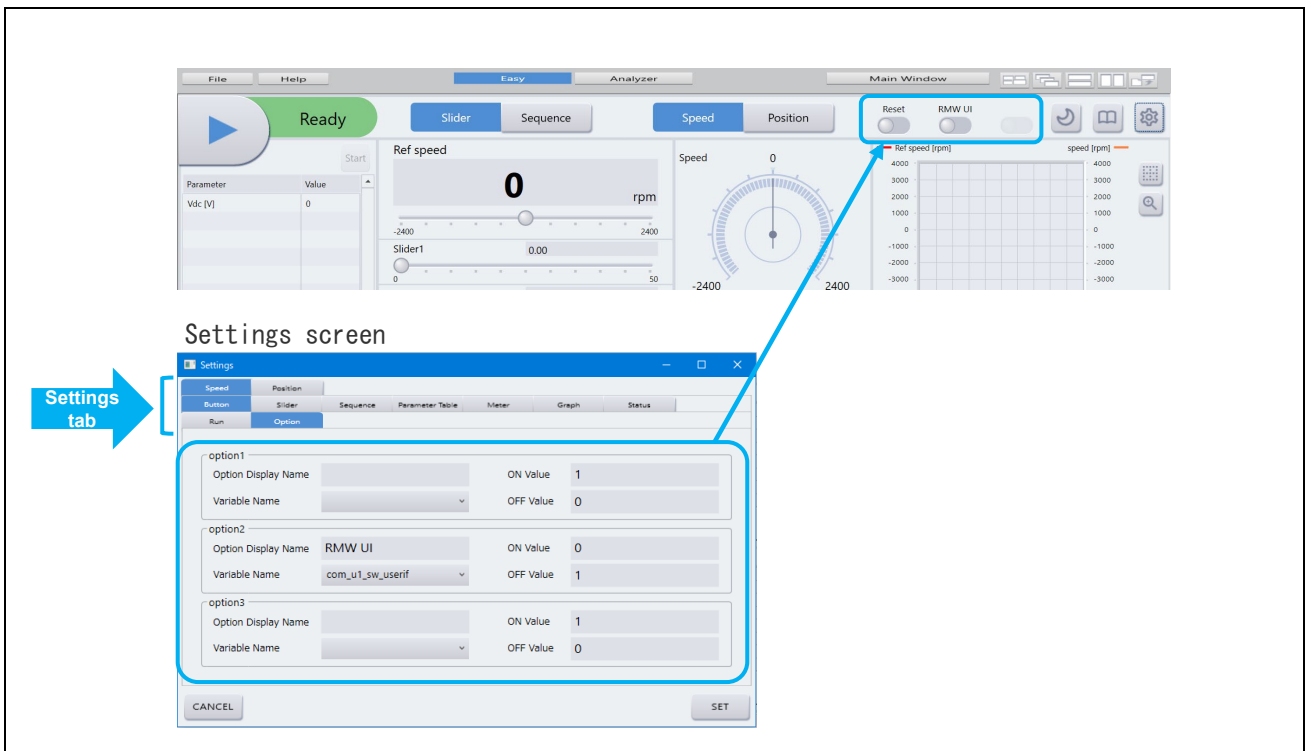 File Help Easy Analyzer Main Window
Ready Slider Sequence Speed Position Reset RMW UI
Start
Parameter Value
Vdc [V] 0
Ref speed
0
rpm
-2400 2400
Slider1 0.00
0 50
Speed 0
-2400 2400
Ref speed [rpm] speed [rpm]
4000 4000
3000 3000
2000 2000
1000 1000
0 0
-1000 -1000
-2000 -2000
-3000 -3000
Settings screen
Settings
tab
Settings
Speed Position
Button Slider Sequence Parameter Table Meter Graph Status
Run Option
option1
Option Display Name ON Value 1
Variable Name OFF Value 0
option2
Option Display Name RMW UI ON Value 0
Variable Name com_u1_sw_userif OFF Value 1
option3
Option Display Name ON Value 1
Variable Name OFF Value 0
CANCEL SET